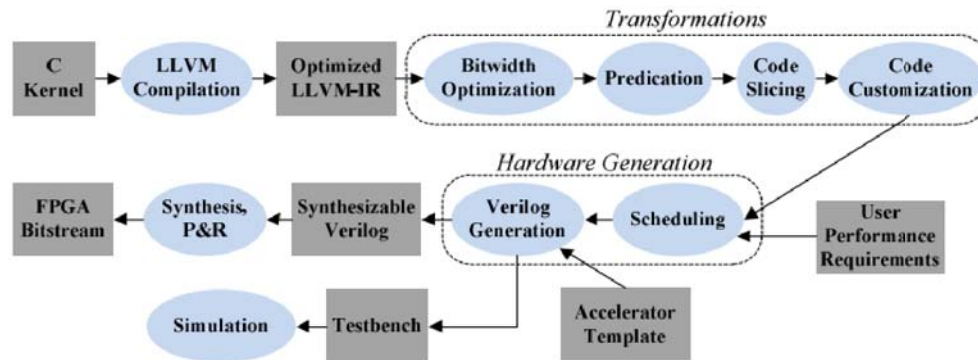 Transformations
C
Kernel
LLVM
Compilation
Optimized
LLVM-IR
Bitwidth
Optimization
Predication
Code
Slicing
Code
Customization
Hardware Generation
FPGA
Bitstream
Synthesis,
P&R
Synthesizable
Verilog
Verilog
Generation
Scheduling
User
Performance
Requirements
Simulation
Testbench
Accelerator
Template